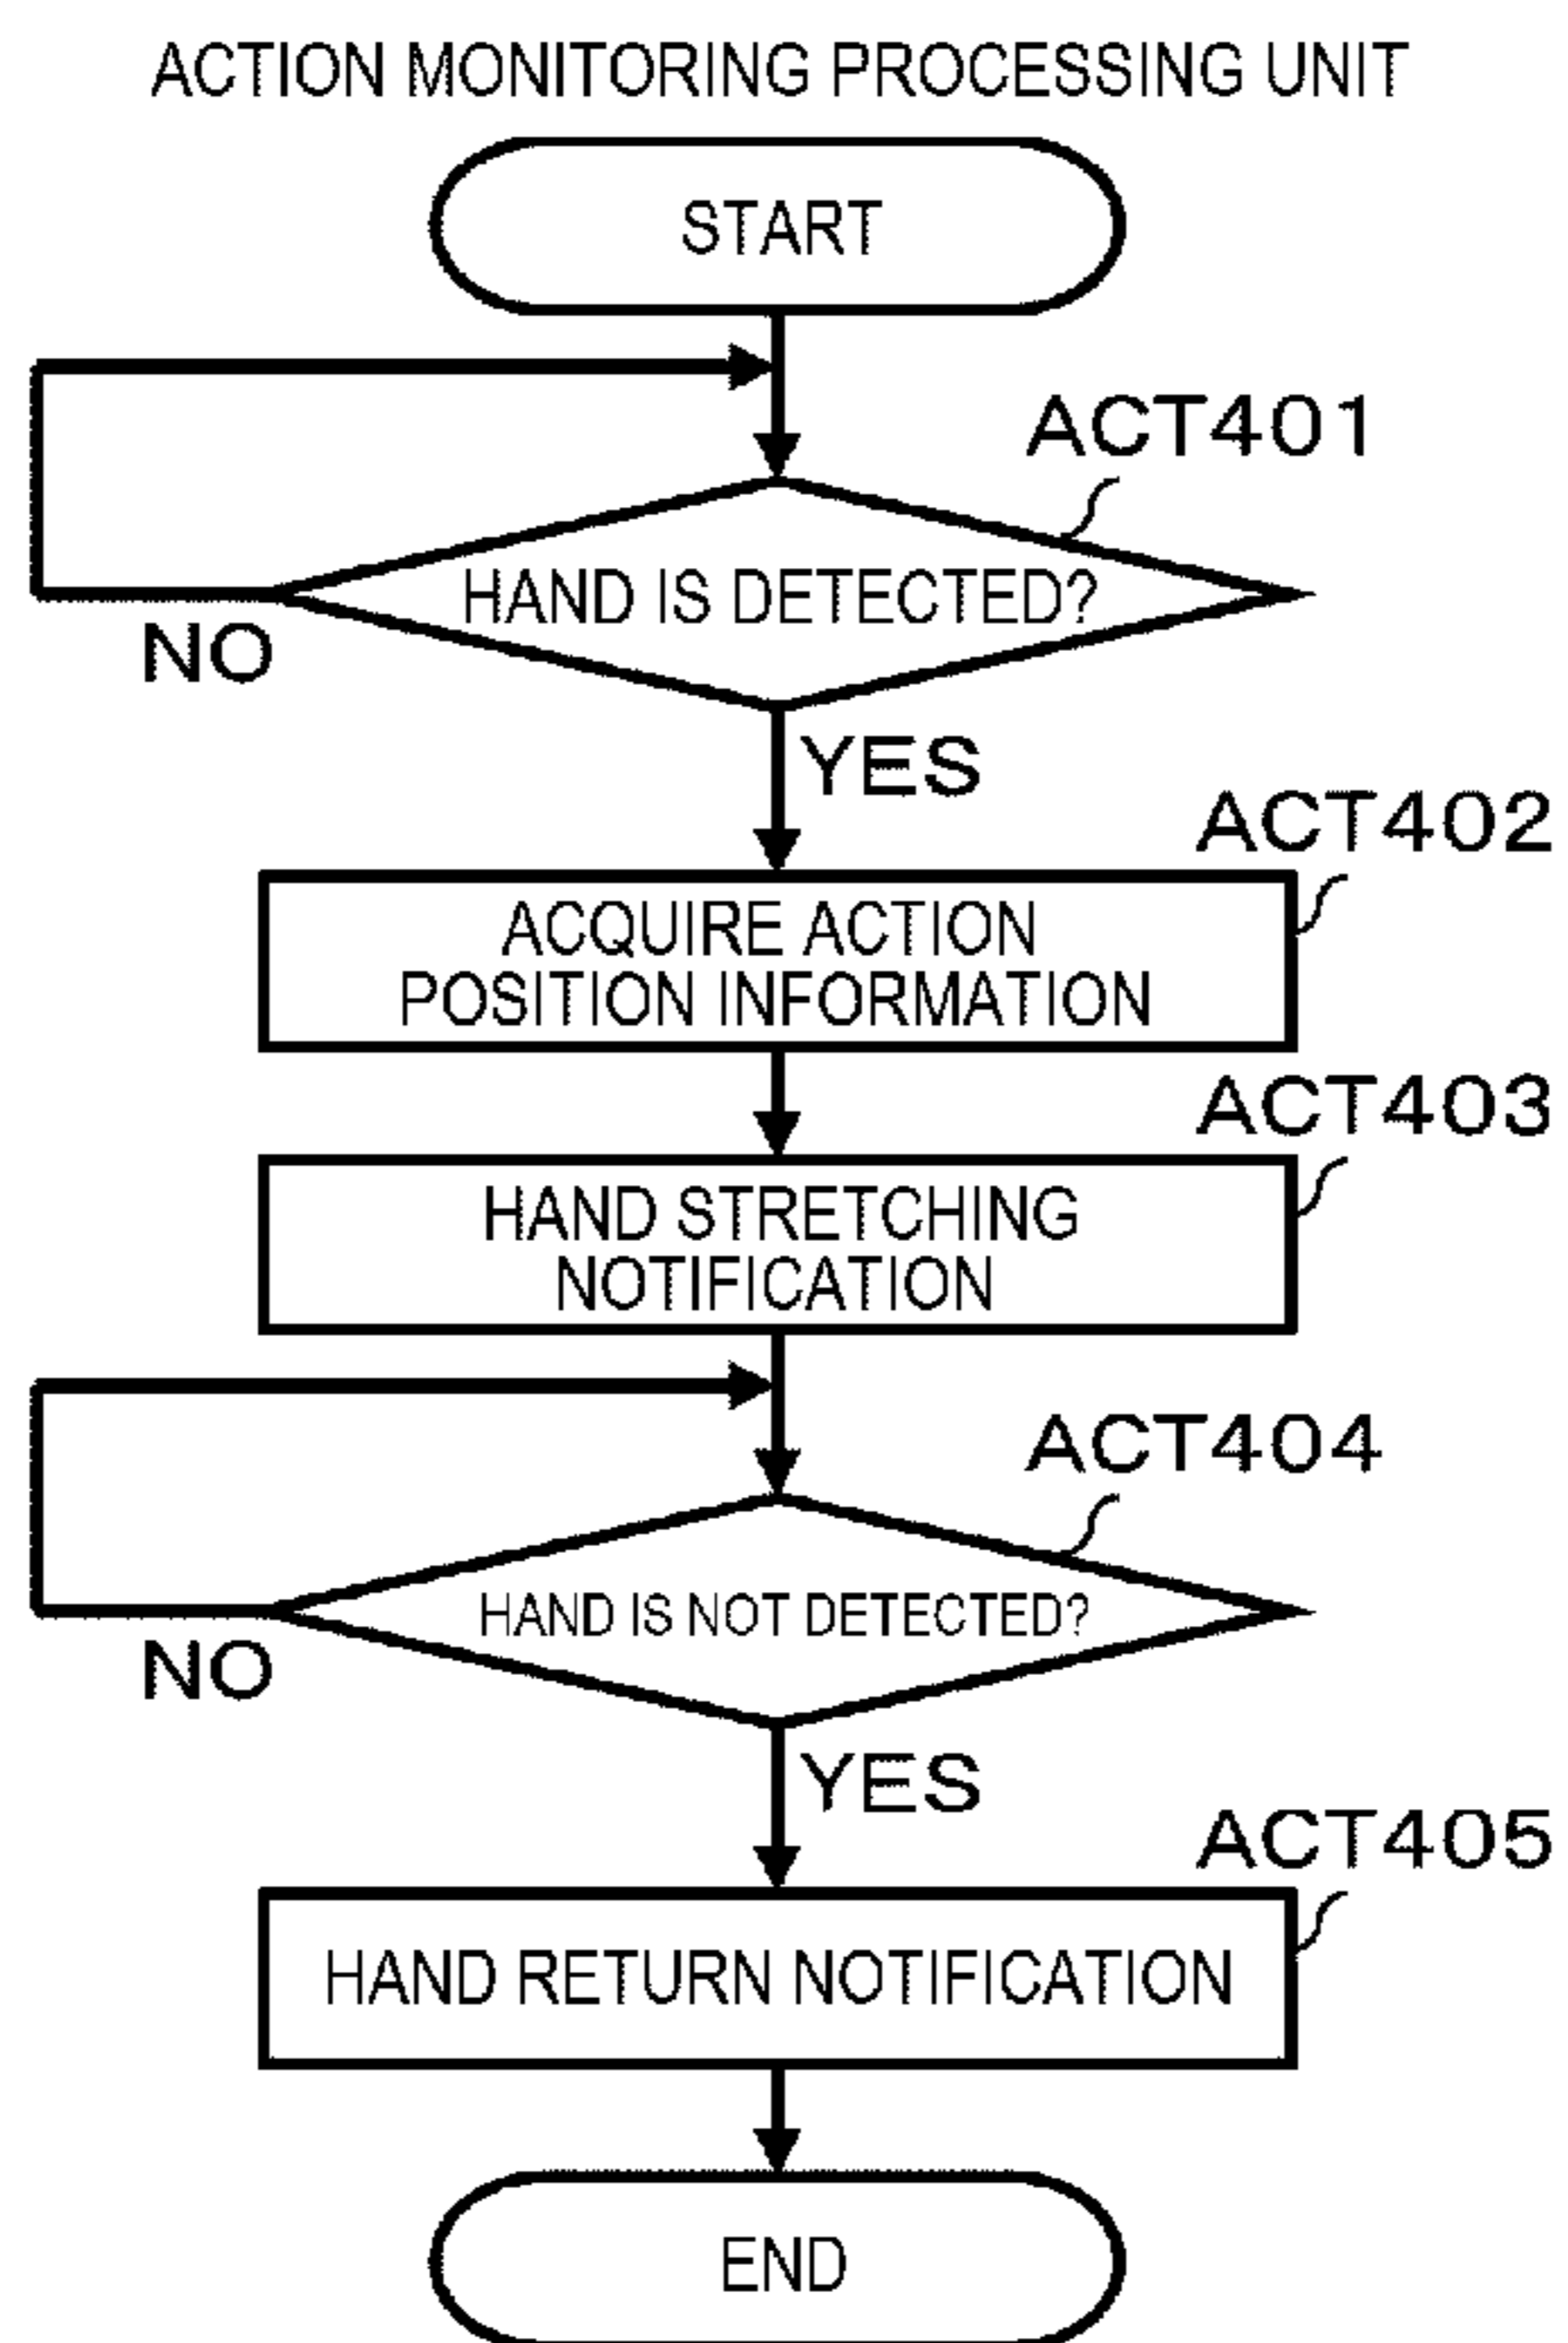 ACTION MONITORING PROCESSING UNIT
START
ACT401
HAND IS DETECTED?
NO
YES
ACT402
ACQUIRE ACTION
POSITION INFORMATION
ACT403
HAND STRETCHING
NOTIFICATION
ACT404
HAND IS NOT DETECTED?
NO
YES
ACT405
HAND RETURN NOTIFICATION
END